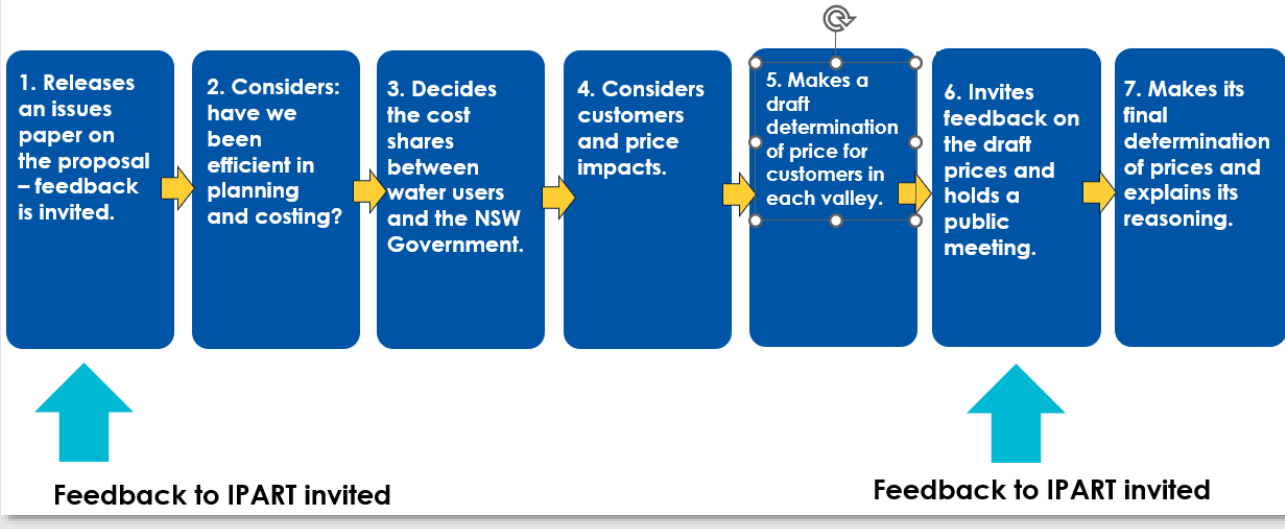 1. Releases
an issues
paper on
the proposal
– feedback
is invited.
2. Considers:
have we
been
efficient in
planning
and costing?
3. Decides
the cost
shares
between
water users
and the NSW
Government.
4. Considers
customers
and price
impacts.
5. Makes a
draft
determination
of price for
customers in
each valley.
6. Invites
feedback on
the draft
prices and
holds a
public
meeting.
7. Makes its
final
determination
of prices and
explains its
reasoning.
Feedback to IPART invited
Feedback to IPART invited